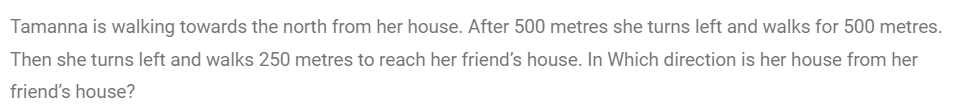 Tamanna is walking towards the north from her house. After 500 metres she turns left and walks for 500 metres.
Then she turns left and walks 250 metres to reach her friend’s house. In Which direction is her house from her
friend’s house?